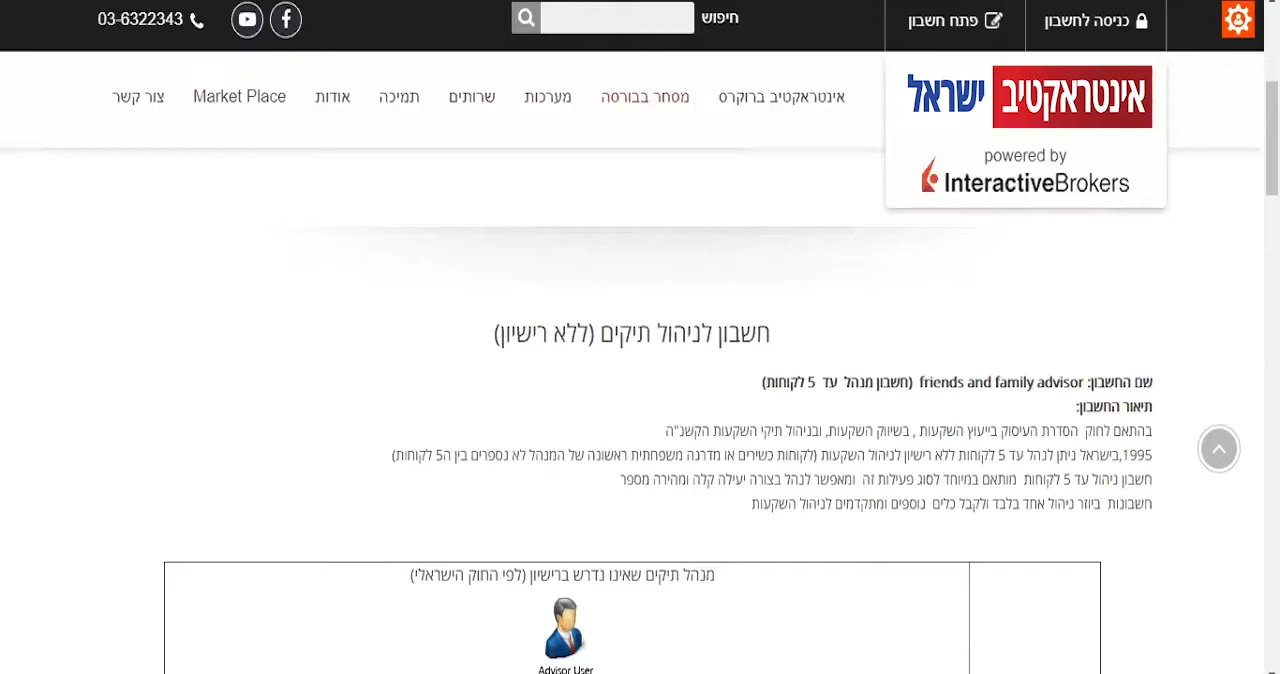 כניסה לחשבון
פתח חשבון
חיפוש
03-6322343
אינטראקטיב ישראל
powered by
InteractiveBrokers
אינטראקטיב ברוקרס
מסחר בבורסה
מערכות
שרותים
תמיכה
אודות
Market Place
צור קשר
חשבון לניהול תיקים (ללא רישיון)
שם החשבון: friends and family advisor (חשבון מנהל עד 5 לקוחות)
תיאור החשבון:
בהתאם לחוק הסדרת העיסוק בייעוץ השקעות , בשיווק השקעות, ובניהול תיקי השקעות הקשנ"ה
1995,בישראל ניתן לנהל עד 5 לקוחות ללא רישיון לניהול השקעות (לקוחות כשירים או מדרגה משפחתית ראשונה של המנהל לא נספרים בין ה5 לקוחות)
חשבון ניהול עד 5 לקוחות מותאם במיוחד לסוג פעילות זה ומאפשר לנהל בצורה יעילה קלה ומהירה מספר
חשבונות ביוזר ניהול אחד בלבד ולקבל כלים נוספים ומתקדמים לניהול השקעות
מנהל תיקים שאינו נדרש ברישיון (לפי החוק הישראלי)
Advisor User